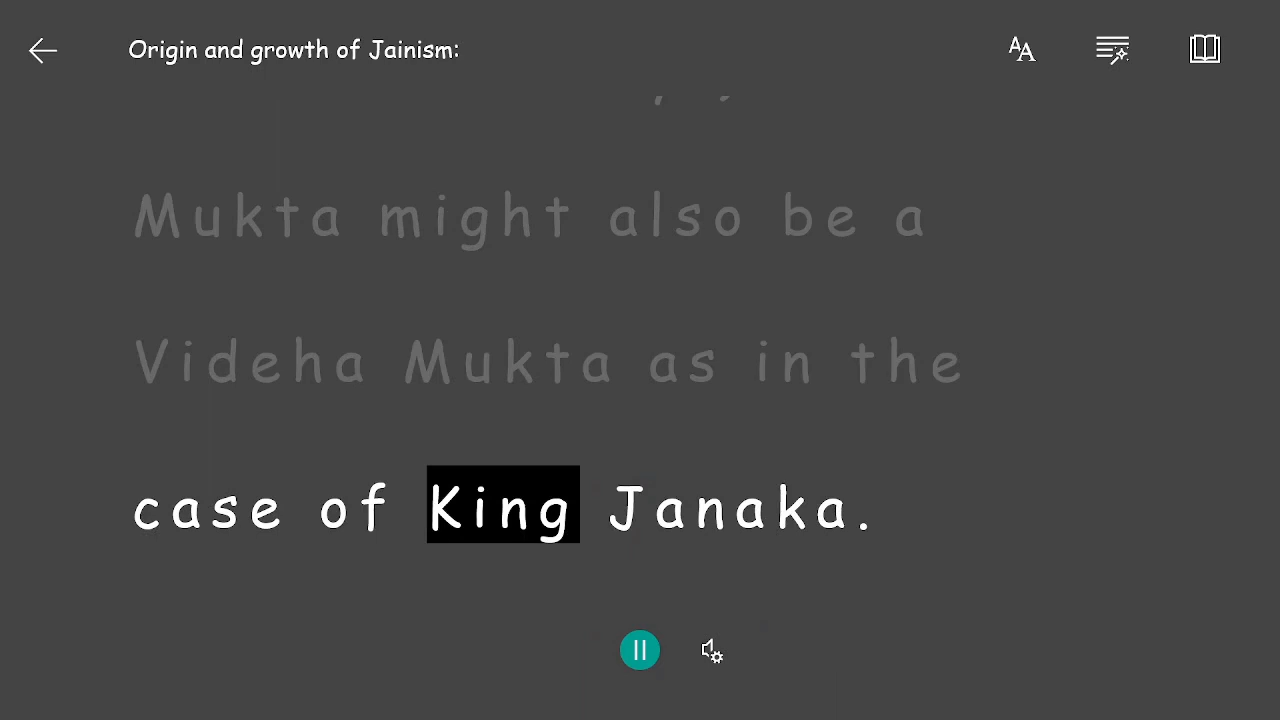 Origin and growth of Jainism:
Mukta might also be a
Videha Mukta as in the
case of King Janaka.